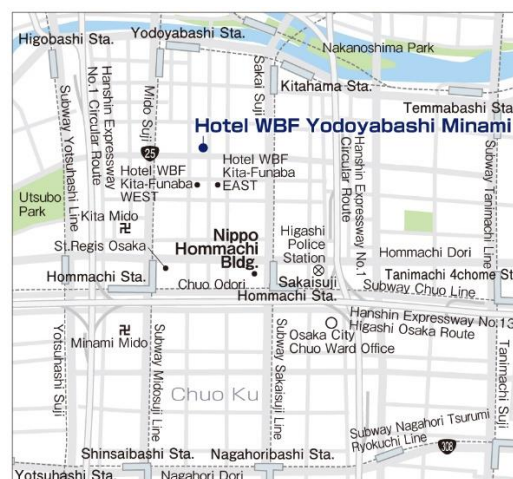 Higobashi Sta.
Yodoyabashi Sta.
Nakanoshima Park
Kitahama Sta.
Temmabashi Sta
Subway Yotsuhashi Line
Hanshin Expressway
No.1 Circular Route
Mido Suji
25
Sakai Suji
Hotel WBF Yodoyabashi Minami
Hotel WBF
Kita-Funaba
WEST
Hotel WBF
Kita-Funaba
EAST
Hanshin Expressway No.1
Circular Route
Subway Tanimachi Line
Utsubo
Park
Kita Mido
卍
St.Regis Osaka
Nippo
Hommachi
Bldg.
Higashi
Police
Station
Hommachi Dori
Hommachi Sta.
Chuo Odori
Sakaisuji
Hommachi Sta.
Tanimachi 4chome St
Subway Chuo Line
Hanshin Expressway No.13
Higashi Osaka Route
卍
Minami Mido
Osaka City
Chuo Ward Office
Yotsuhashi Suji
Subway Midosuji Line
Subway Sakaisuji Line
Tanimachi Suji
Chuo Ku
Subway Nagahori Tsurumi
Ryokuchi Line
308
Shinsaibashi Sta.
Nagahoribashi Sta.
Yotsuhashi Sta.
Nagahori Dori